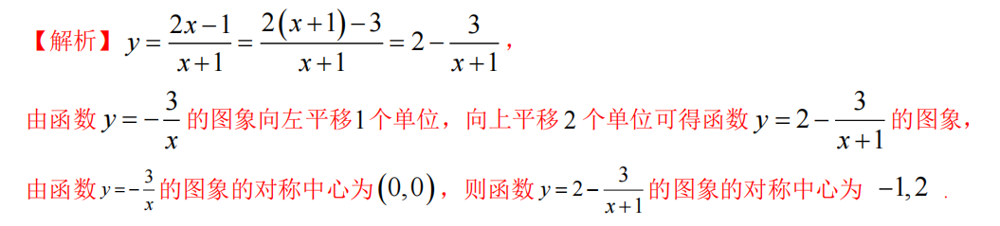 【解析】y = \frac{2x-1}{x+1} = \frac{2(x+1)-3}{x+1} = 2 - \frac{3}{x+1},
由函数 y = -\frac{3}{x} 的图象向左平移1个单位，向上平移2个单位可得函数 y = 2 - \frac{3}{x+1} 的图象，
由函数 y = -\frac{3}{x} 的图象的对称中心为(0,0)，则函数 y = 2 - \frac{3}{x+1} 的图象的对称中心为 -1,2 .